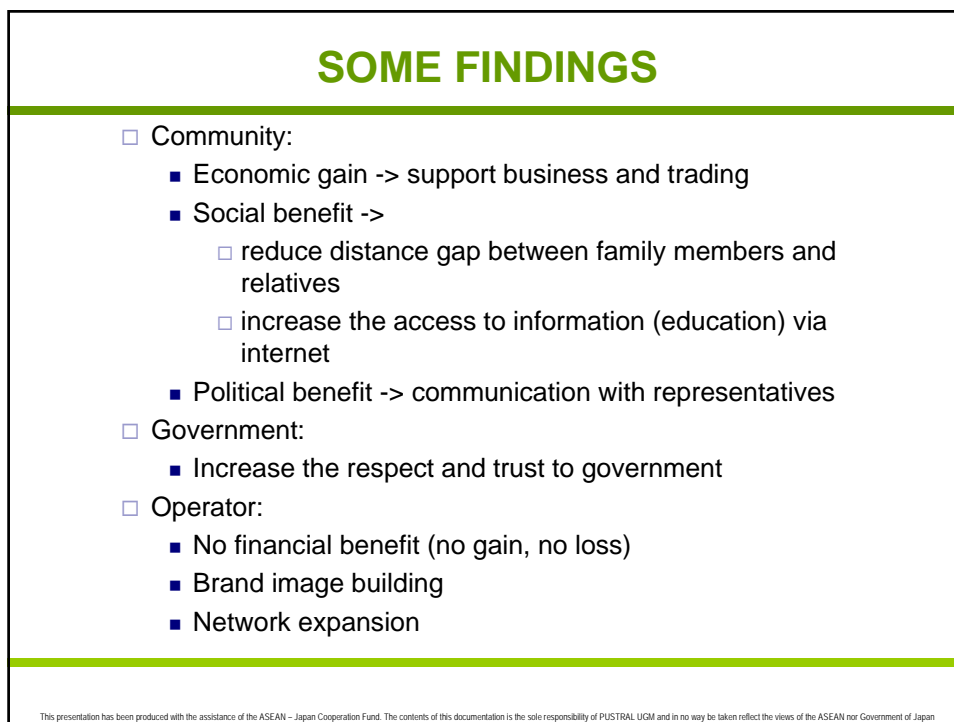 SOME FINDINGS
Community:
Economic gain -> support business and trading
Social benefit ->
reduce distance gap between family members and
relatives
increase the access to information (education) via
internet
Political benefit -> communication with representatives
Government:
Increase the respect and trust to government
Operator:
No financial benefit (no gain, no loss)
Brand image building
Network expansion
This presentation has been produced with the assistance of the ASEAN – Japan Cooperation Fund. The contents of this documentation is the sole responsibility of PUSTRAL UGM and in no way be taken reflect the views of the ASEAN nor Government of Japan